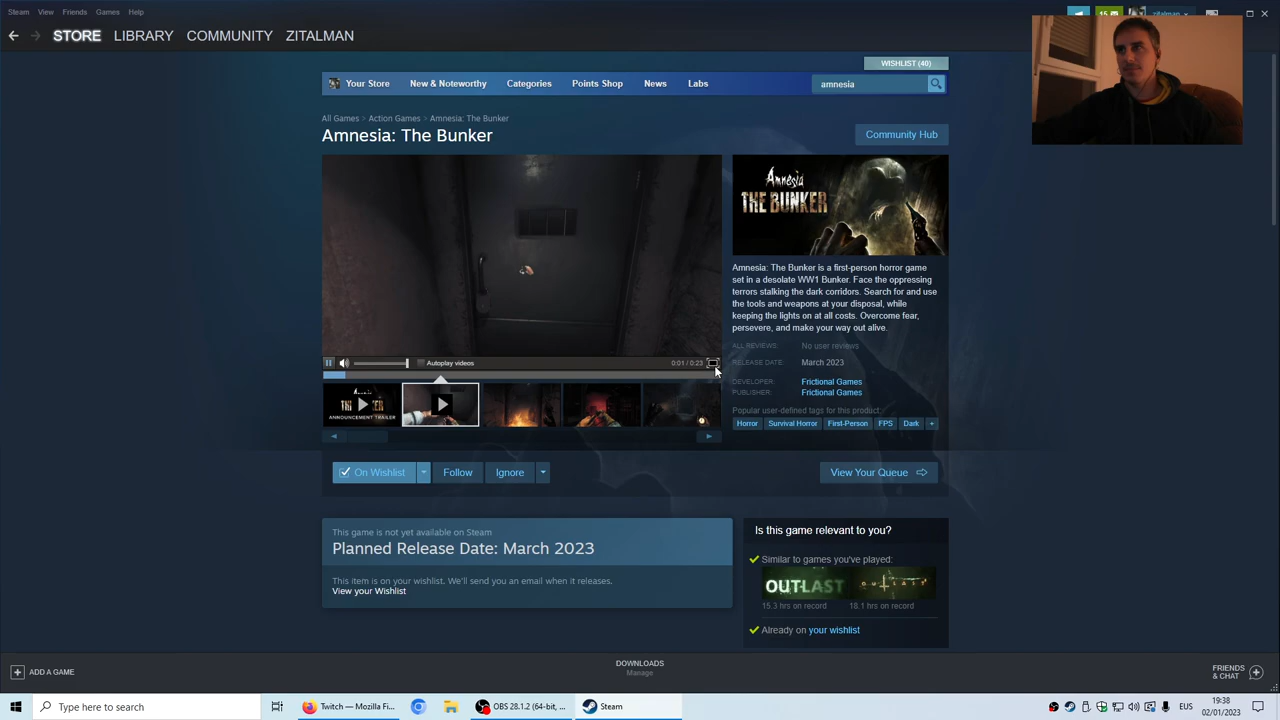 Steam View Friends Games Help
15 zitalman
STORE LIBRARY COMMUNITY ZITALMAN
WISHLIST (40)
Your Store New & Noteworthy Categories Points Shop News Labs amnesia
All Games > Action Games > Amnesia: The Bunker
Amnesia: The Bunker
Community Hub
Amnesia
THE BUNKER
Amnesia: The Bunker is a first-person horror game
set in a desolate WW1 Bunker. Face the oppressing
terrors stalking the dark corridors. Search for and use
the tools and weapons at your disposal, while
keeping the lights on at all costs. Overcome fear,
persevere, and make your way out alive.
ALL REVIEWS: No user reviews
RELEASE DATE: March 2023
DEVELOPER: Frictional Games
PUBLISHER: Frictional Games
Popular user-defined tags for this product:
Horror Survival Horror First-Person FPS Dark +
Autoplay videos 0:01 / 0:23
ANNOUNCEMENT TRAILER
On Wishlist Follow Ignore View Your Queue
This game is not yet available on Steam
Planned Release Date: March 2023
This item is on your wishlist. We'll send you an email when it releases.
View your Wishlist
Is this game relevant to you?
Similar to games you've played:
OUTLAST
15.3 hrs on record 18.1 hrs on record
Already on your wishlist
ADD A GAME
DOWNLOADS
Manage
FRIENDS
& CHAT
Type here to search
Twitch — Mozilla Fi...
OBS 28.1.2 (64-bit, ...
Steam
ENG
19:38
02/01/2023